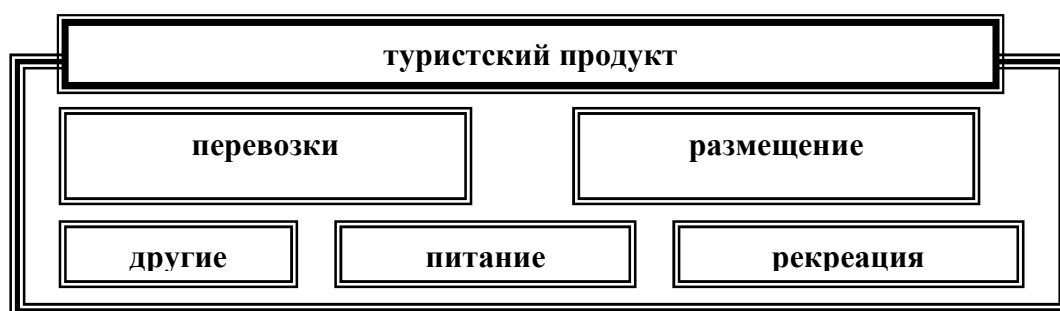 туристский продукт
перевозки
размещение
другие
питание
рекреация